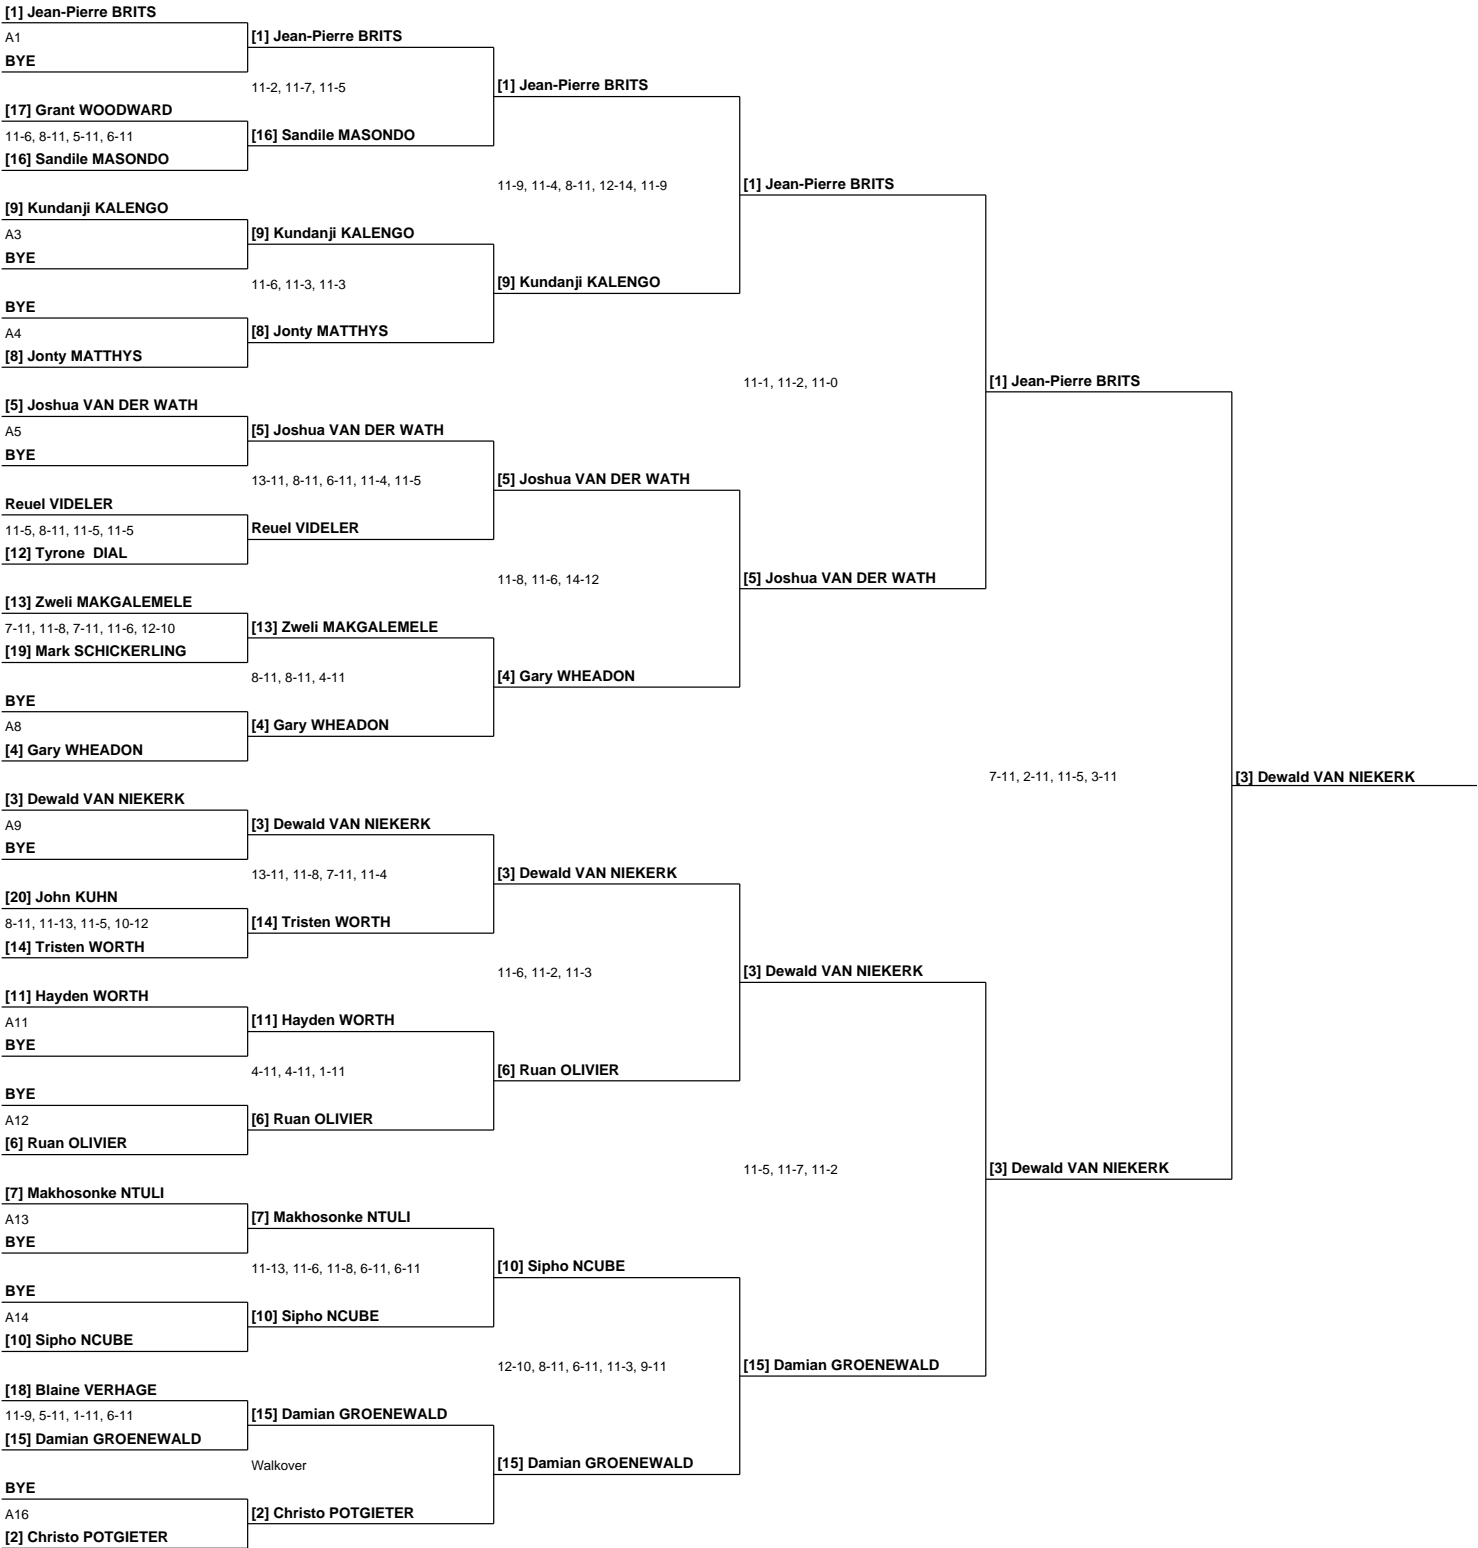 [1] Jean-Pierre BRITS
A1
BYE
[17] Grant WOODWARD
11-6, 8-11, 5-11, 6-11
[16] Sandile MASONDO
[9] Kundanji KALENGO
A3
BYE
BYE
A4
[8] Jonty MATTHYS
[5] Joshua VAN DER WATH
A5
BYE
Reuel VIDELER
11-5, 8-11, 11-5, 11-5
[12] Tyrone  DIAL
[13] Zweli MAKGALEMELE
7-11, 11-8, 7-11, 11-6, 12-10
[19] Mark SCHICKERLING
BYE
A8
[4] Gary WHEADON
[3] Dewald VAN NIEKERK
A9
BYE
[20] John KUHN
8-11, 11-13, 11-5, 10-12
[14] Tristen WORTH
[11] Hayden WORTH
A11
BYE
BYE
A12
[6] Ruan OLIVIER
[7] Makhosonke NTULI
A13
BYE
BYE
A14
[10] Sipho NCUBE
[18] Blaine VERHAGE
11-9, 5-11, 1-11, 6-11
[15] Damian GROENEWALD
BYE
A16
[2] Christo POTGIETER
[1] Jean-Pierre BRITS
11-2, 11-7, 11-5
[16] Sandile MASONDO
[9] Kundanji KALENGO
11-6, 11-3, 11-3
[8] Jonty MATTHYS
[5] Joshua VAN DER WATH
13-11, 8-11, 6-11, 11-4, 11-5
Reuel VIDELER
[13] Zweli MAKGALEMELE
8-11, 8-11, 4-11
[4] Gary WHEADON
[3] Dewald VAN NIEKERK
13-11, 11-8, 7-11, 11-4
[14] Tristen WORTH
[11] Hayden WORTH
4-11, 4-11, 1-11
[6] Ruan OLIVIER
[7] Makhosonke NTULI
11-13, 11-6, 11-8, 6-11, 6-11
[10] Sipho NCUBE
[15] Damian GROENEWALD
Walkover
[2] Christo POTGIETER
[1] Jean-Pierre BRITS
11-9, 11-4, 8-11, 12-14, 11-9
[9] Kundanji KALENGO
[5] Joshua VAN DER WATH
11-8, 11-6, 14-12
[4] Gary WHEADON
[3] Dewald VAN NIEKERK
11-6, 11-2, 11-3
[6] Ruan OLIVIER
[10] Sipho NCUBE
12-10, 8-11, 6-11, 11-3, 9-11
[15] Damian GROENEWALD
[1] Jean-Pierre BRITS
11-1, 11-2, 11-0
[5] Joshua VAN DER WATH
[3] Dewald VAN NIEKERK
11-5, 11-7, 11-2
[15] Damian GROENEWALD
[1] Jean-Pierre BRITS
7-11, 2-11, 11-5, 3-11
[3] Dewald VAN NIEKERK
[3] Dewald VAN NIEKERK